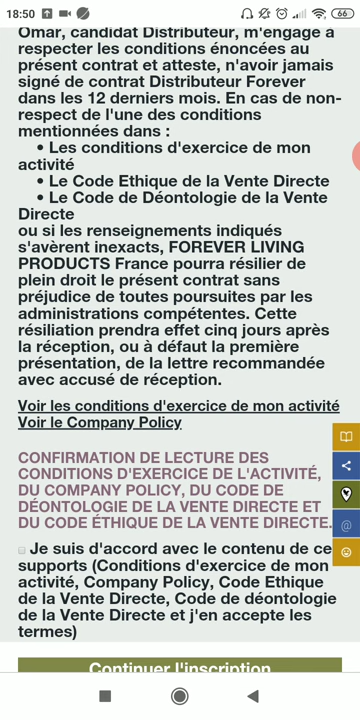 18:50
66
Omar, candidat Distributeur, m'engage à
respecter les conditions énoncées au
présent contrat et atteste, n'avoir jamais
signé de contrat Distributeur Forever
dans les 12 derniers mois. En cas de non-
respect de l'une des conditions
mentionnées dans :
• Les conditions d'exercice de mon
activité
• Le Code Ethique de la Vente Directe
• Le Code de Déontologie de la Vente
Directe
ou si les renseignements indiqués
s'avèrent inexacts, FOREVER LIVING
PRODUCTS France pourra résilier de
plein droit le présent contrat sans
préjudice de toutes poursuites par les
administrations compétentes. Cette
résiliation prendra effet cinq jours après
la réception, ou à défaut la première
présentation, de la lettre recommandée
avec accusé de réception.
Voir les conditions d'exercice de mon activité
Voir le Company Policy
CONFIRMATION DE LECTURE DES
CONDITIONS D'EXERCICE DE L'ACTIVITÉ,
DU COMPANY POLICY, DU CODE DE
DÉONTOLOGIE DE LA VENTE DIRECTE ET
DU CODE ÉTHIQUE DE LA VENTE DIRECTE.
Je suis d'accord avec le contenu de ce
supports (Conditions d'exercice de mon
activité, Company Policy, Code Ethique
de la Vente Directe, Code de déontologie
de la Vente Directe et j'en accepte les
termes)
Continuer l'inscription